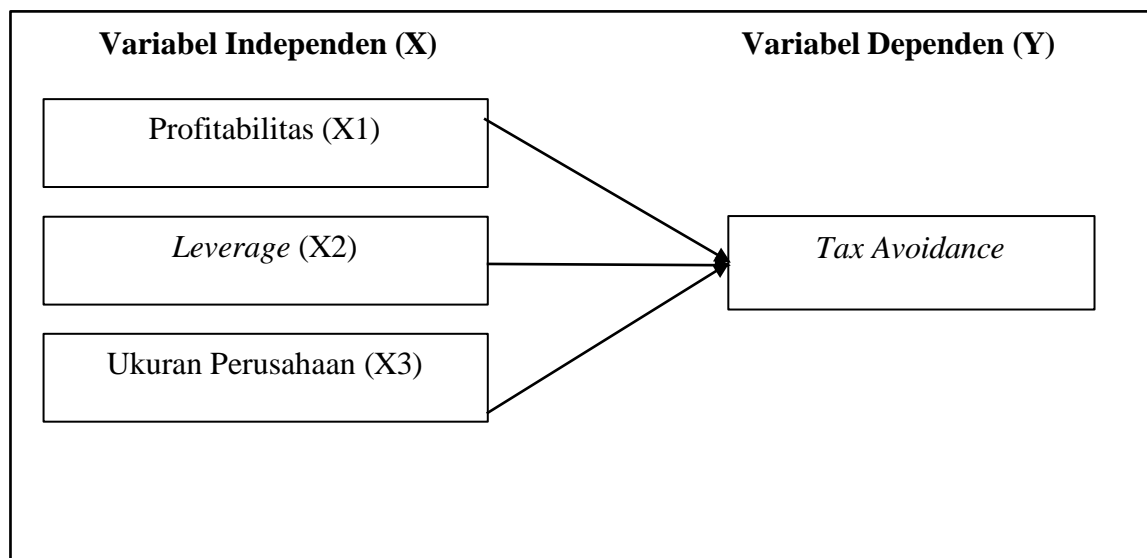 Variabel Independen (X)
Variabel Dependen (Y)
Profitabilitas (X1)
Leverage (X2)
Tax Avoidance
Ukuran Perusahaan (X3)